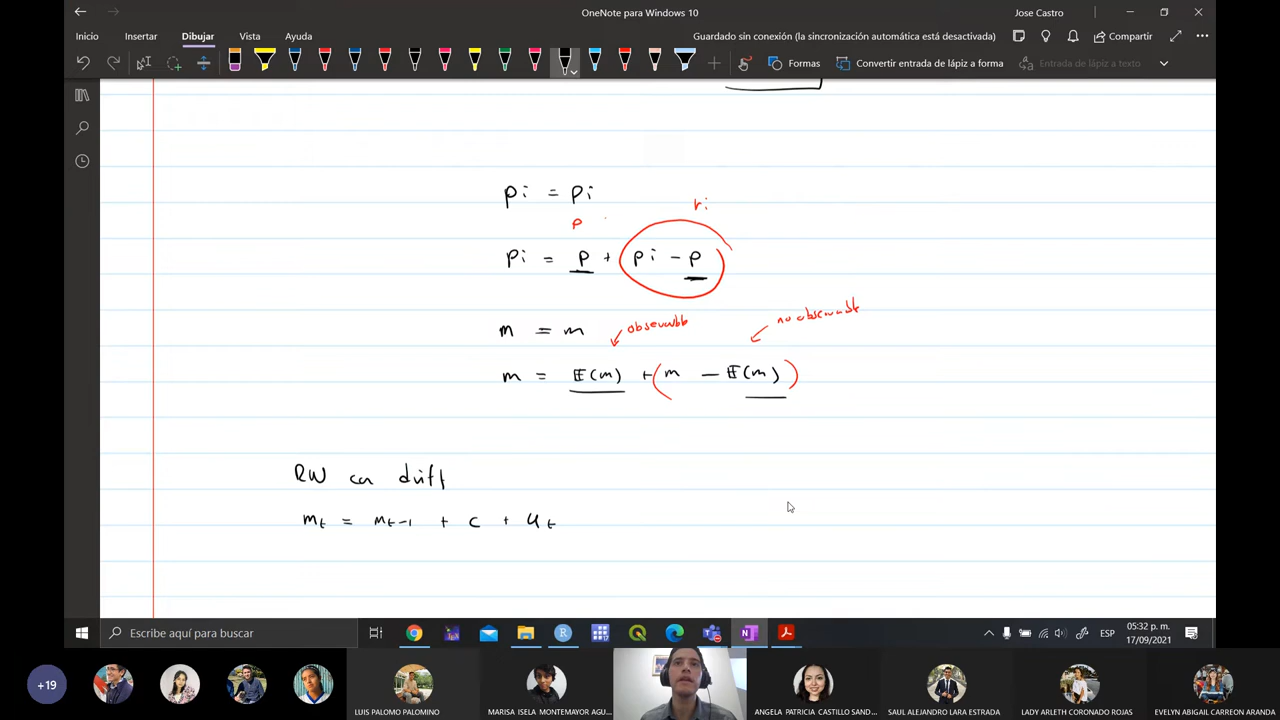 OneNote para Windows 10
Jose Castro
Inicio Insertar Dibujar Vista Ayuda
Guardado sin conexión (la sincronización automática está desactivada)
Compartir
Formas
Convertir entrada de lápiz a forma
Entrada de lápiz a texto
pi = pi
ri
p
pi = p + pi - p
m = m
m = E(m) + (m - E(m))
RW con drift
mt = mt-1 + c + ut
Escribe aquí para buscar
17
ESP
05:32 p. m.
17/09/2021
+19
LUIS PALOMO PALOMINO
MARISA ISELA MONTEMAYOR AGU...
ANGELA PATRICIA CASTILLO SAND...
SAUL ALEJANDRO LARA ESTRADA
LADY ARLETH CORONADO ROJAS
EVELYN ABIGAIL CARREON ARANDA